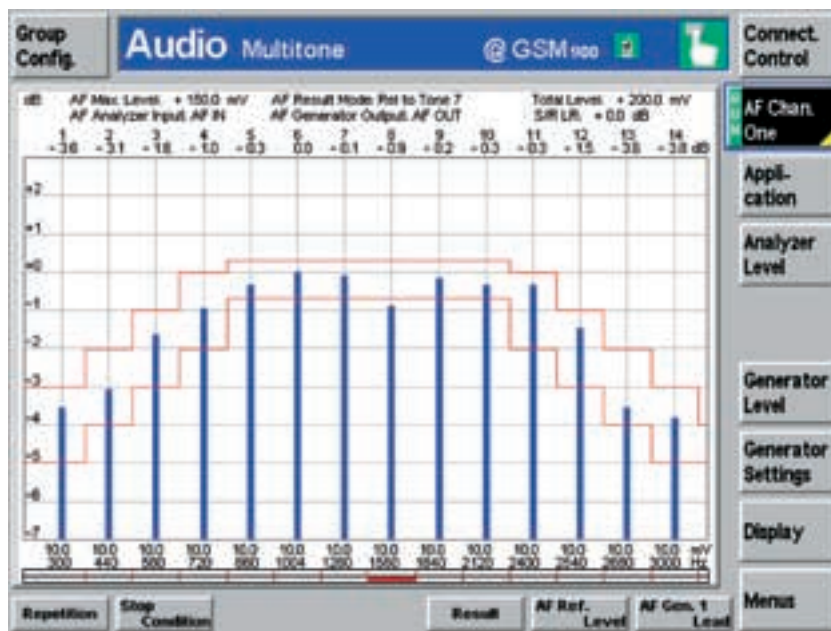 Group Config.
Audio Multitone @ GSM 900
Connect. Control
dB AF Max. Level: + 150.0 mV AF Result Mode: Rel to Tone 7 Total Level: + 200.0 mV
AF Analyzer Input: AF IN AF Generator Output: AF OUT S/R LR: + 0.0 dB
1 2 3 4 5 6 7 8 9 10 11 12 13 14
-3.6 -3.1 -1.6 -1.0 -0.3 0.0 -0.1 -0.9 -0.2 -0.3 -0.3 -1.5 -3.6 -3.8 dB
+2
+1
+0
-1
-2
-3
-4
-5
-6
-7
10.0 10.0 10.0 10.0 10.0 10.0 10.0 10.0 10.0 10.0 10.0 10.0 10.0 10.0 mV
300 440 580 720 860 1004 1280 1560 1840 2120 2400 2540 2680 3000 Hz
AF Chan. One
Appli- cation
Analyzer Level
Generator Level
Generator Settings
Display
Menus
Repetition
Stop Condition
Result
AF Ref. Level
AF Gen. 1 Lead